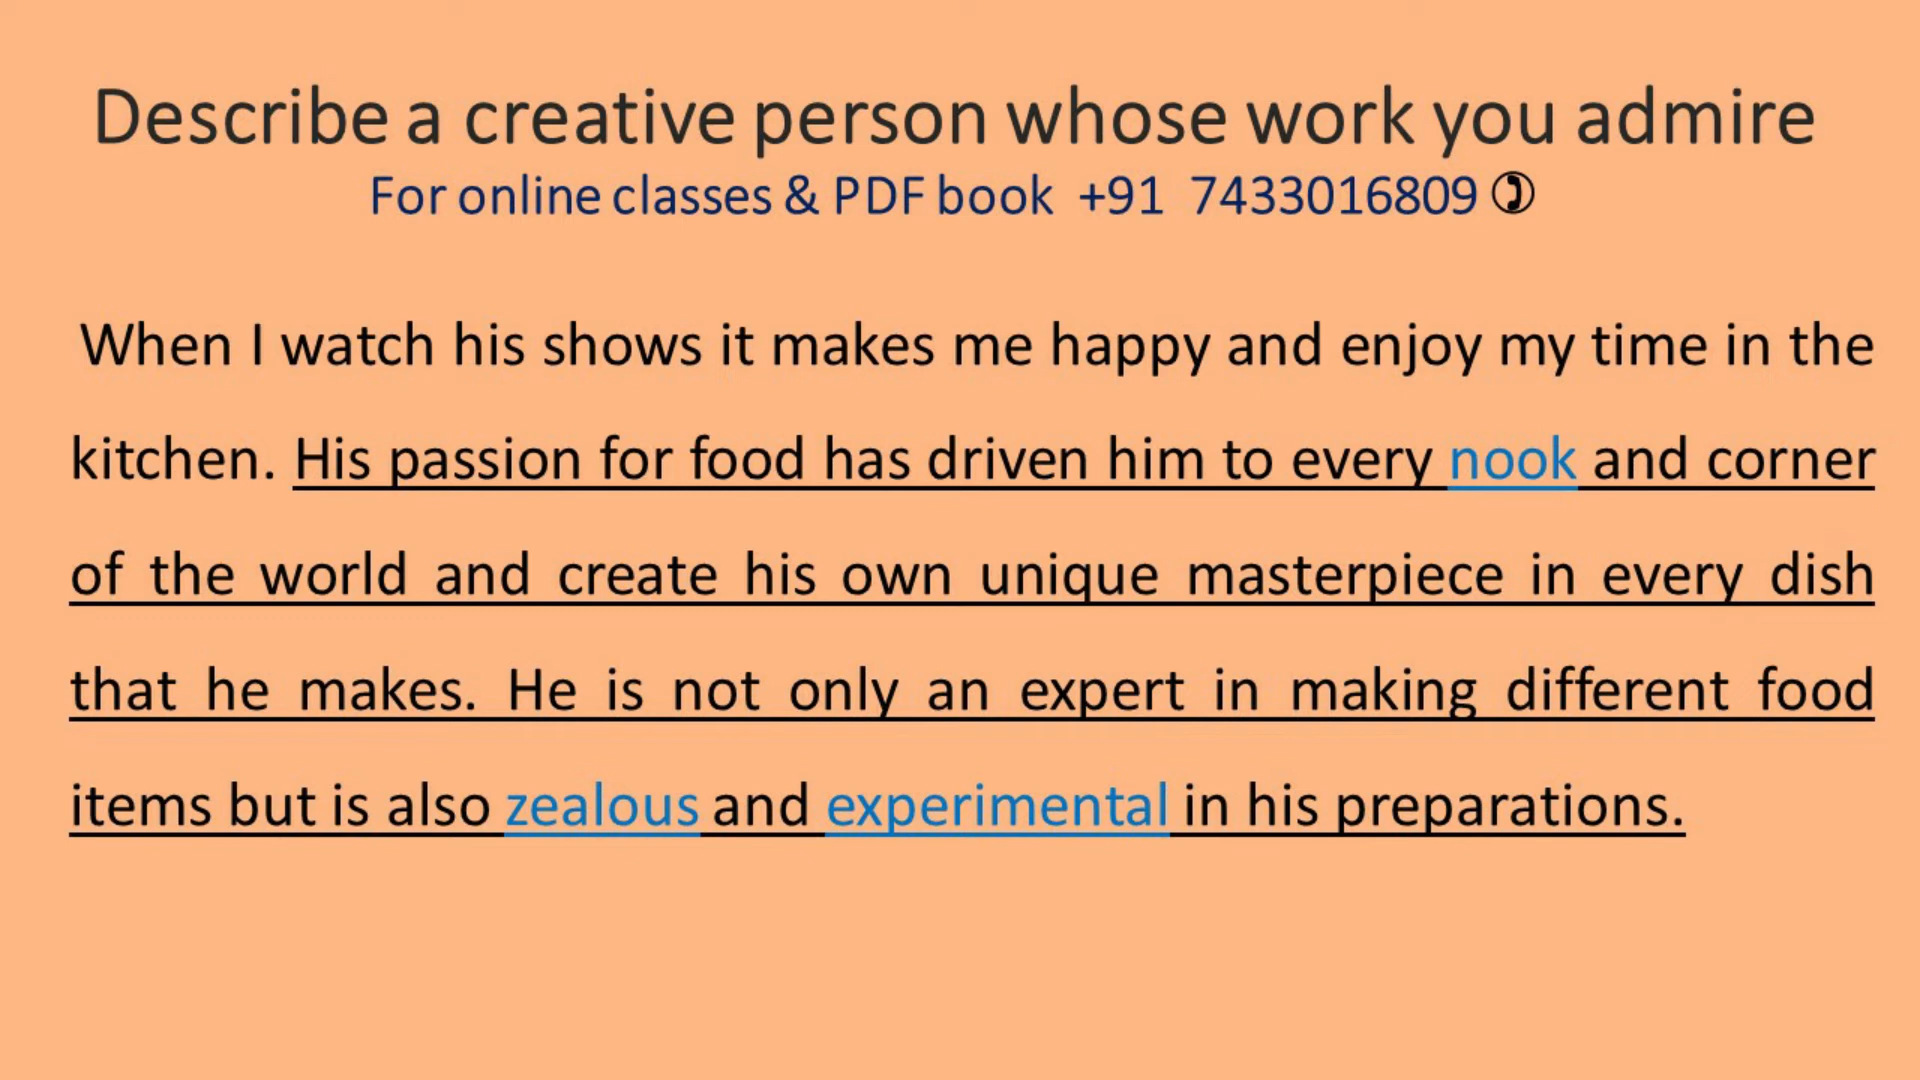 Describe a creative person whose work you admire
For online classes & PDF book +91 7433016809 ✆
When I watch his shows it makes me happy and enjoy my time in the
kitchen. His passion for food has driven him to every nook and corner
of the world and create his own unique masterpiece in every dish
that he makes. He is not only an expert in making different food
items but is also zealous and experimental in his preparations.